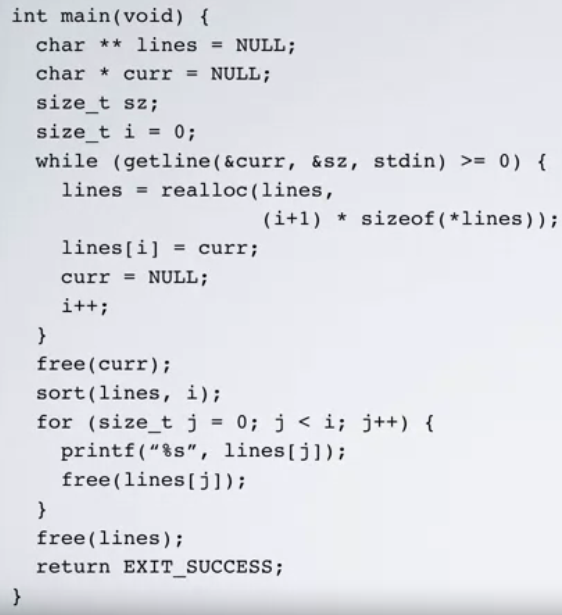 int main(void) {
  char ** lines = NULL;
  char * curr = NULL;
  size_t sz;
  size_t i = 0;
  while (getline(&curr, &sz, stdin) >= 0) {
    lines = realloc(lines,
                    (i+1) * sizeof(*lines));
    lines[i] = curr;
    curr = NULL;
    i++;
  }
  free(curr);
  sort(lines, i);
  for (size_t j = 0; j < i; j++) {
    printf(“%s”, lines[j]);
    free(lines[j]);
  }
  free(lines);
  return EXIT_SUCCESS;
}